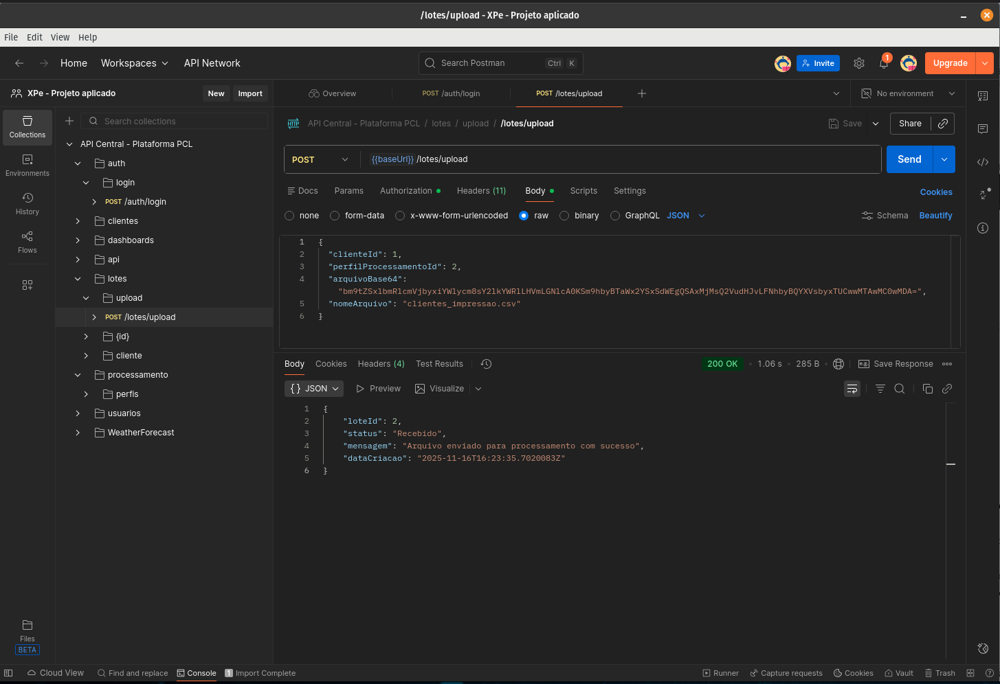 /lotes/upload - XPe - Projeto aplicado
File Edit View Help
Home Workspaces API Network Search Postman Ctrl K Invite 1 Upgrade
XPe - Projeto aplicado New Import Overview POST /auth/login POST /lotes/upload No environment
Collections
Environments
History
Flows
Files
BETA
Search collections
API Central - Plataforma PCL
auth
login
POST /auth/login
clientes
dashboards
api
lotes
upload
POST /lotes/upload
{id}
cliente
processamento
perfis
usuarios
WeatherForecast
HTTP API Central - Plataforma PCL / lotes / upload / /lotes/upload Save Share
POST {{baseUrl}} /lotes/upload Send
Docs Params Authorization Headers (11) Body Scripts Settings Cookies
none form-data x-www-form-urlencoded raw binary GraphQL JSON Schema Beautify
1 {
2 "clienteId": 1,
3 "perfilProcessamentoId": 2,
4 "arquivoBase64":
"bm9tZSxlbmRlcmVjbyxiYWlycm8sY2lkYWRlLHVmLGNlcA0KSm9hbyBTaWx2YSxSdWEgQSAxMjMsQ2VudHJvLFNhbyBQYXVsbyxTUCwwMTAwMC0wMDA=",
5 "nomeArquivo": "clientes_impressao.csv"
6 }
Body Cookies Headers (4) Test Results 200 OK • 1.06 s • 285 B Save Response
{} JSON Preview Visualize
1 {
2 "loteId": 2,
3 "status": "Recebido",
4 "mensagem": "Arquivo enviado para processamento com sucesso",
5 "dataCriacao": "2025-11-16T16:23:35.7020083Z"
6 }
Cloud View Find and replace Console 1 Import Complete Runner Capture requests Cookies Vault Trash